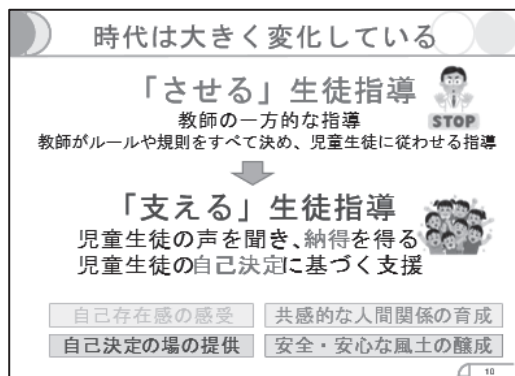 時代は大きく変化している
「させる」生徒指導
教師の一方的な指導
STOP
教師がルールや規則をすべて決め、児童生徒に従わせる指導
「支える」生徒指導
児童生徒の声を聞き、納得を得る
児童生徒の自己決定に基づく支援
自己存在感の感受 共感的な人間関係の育成
自己決定の場の提供 安全・安心な風土の醸成
10